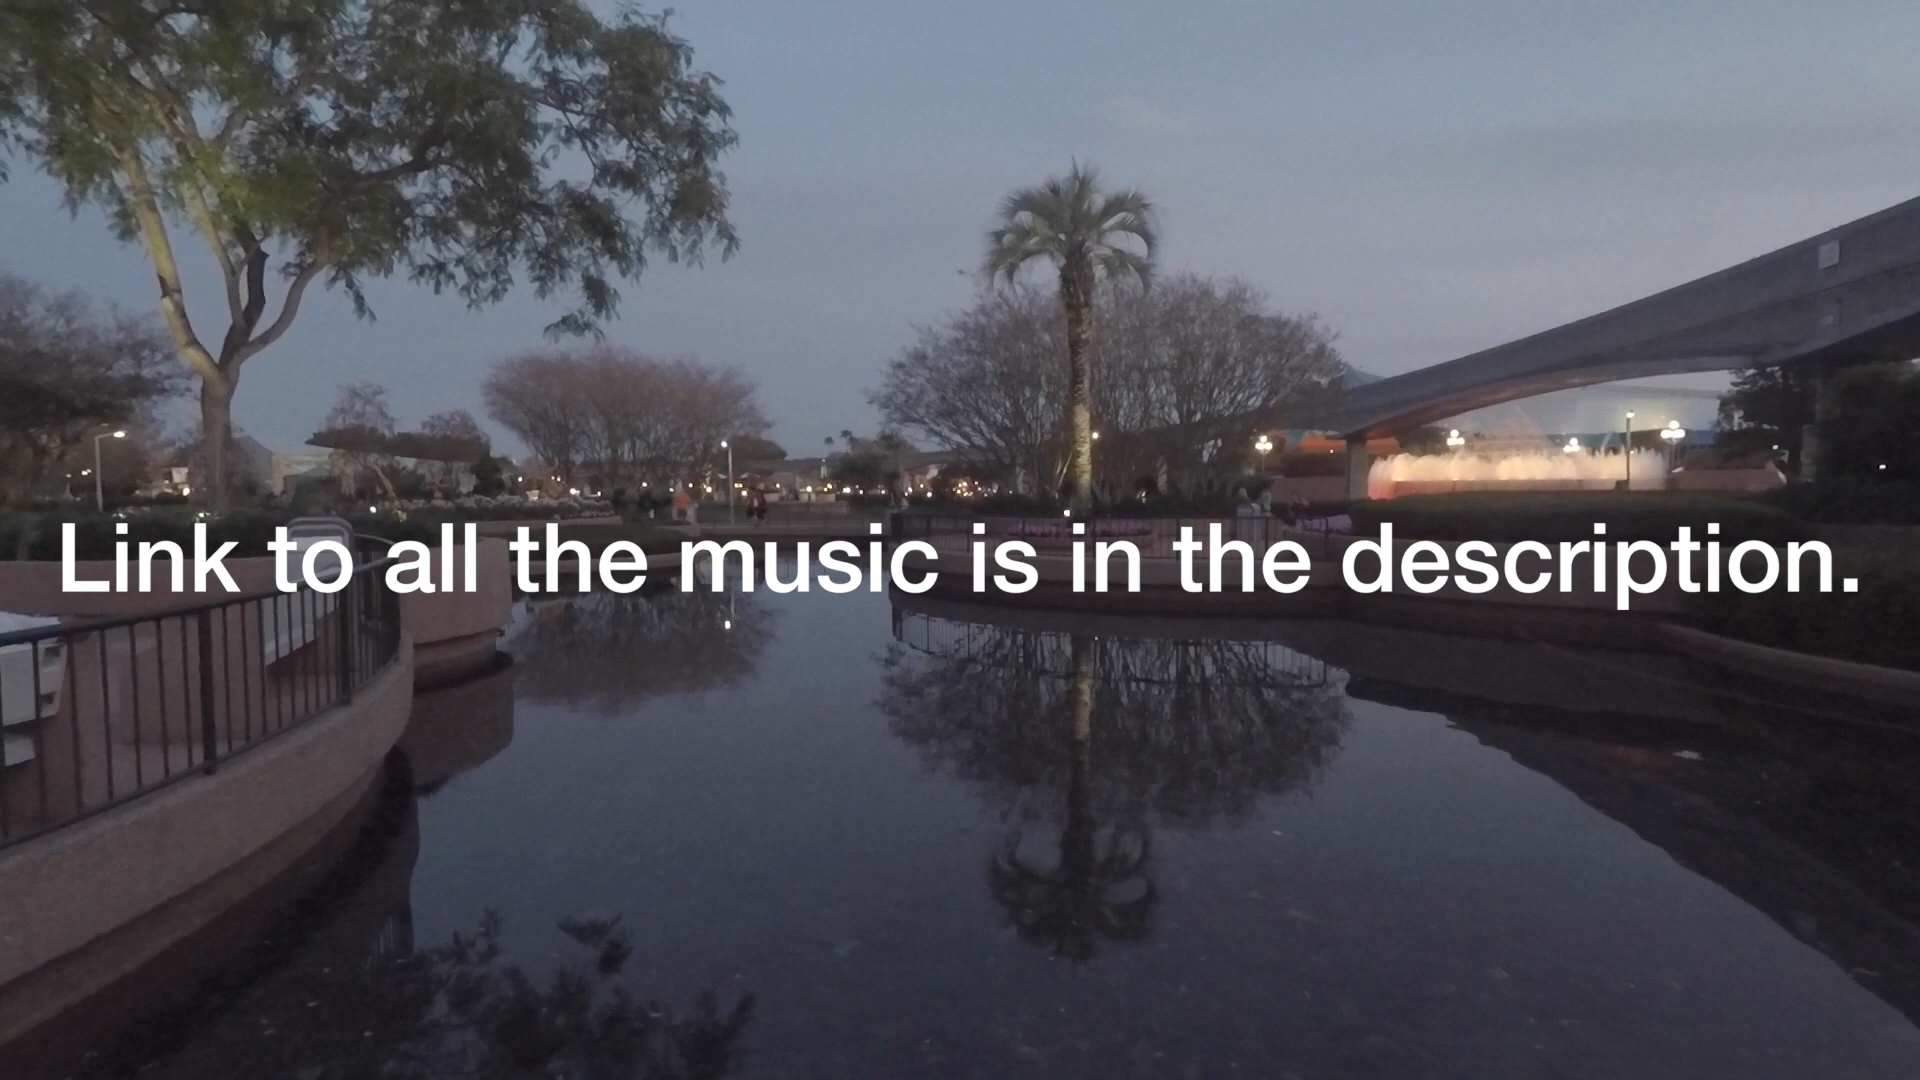 Link to all the music is in the description.